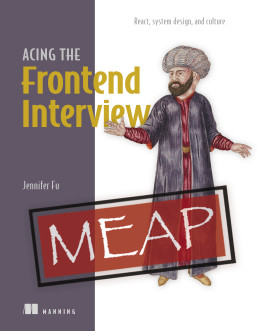 React, system design, and culture
ACING THE
Frontend
Interview
Jennifer Fu
MEAP
MANNING